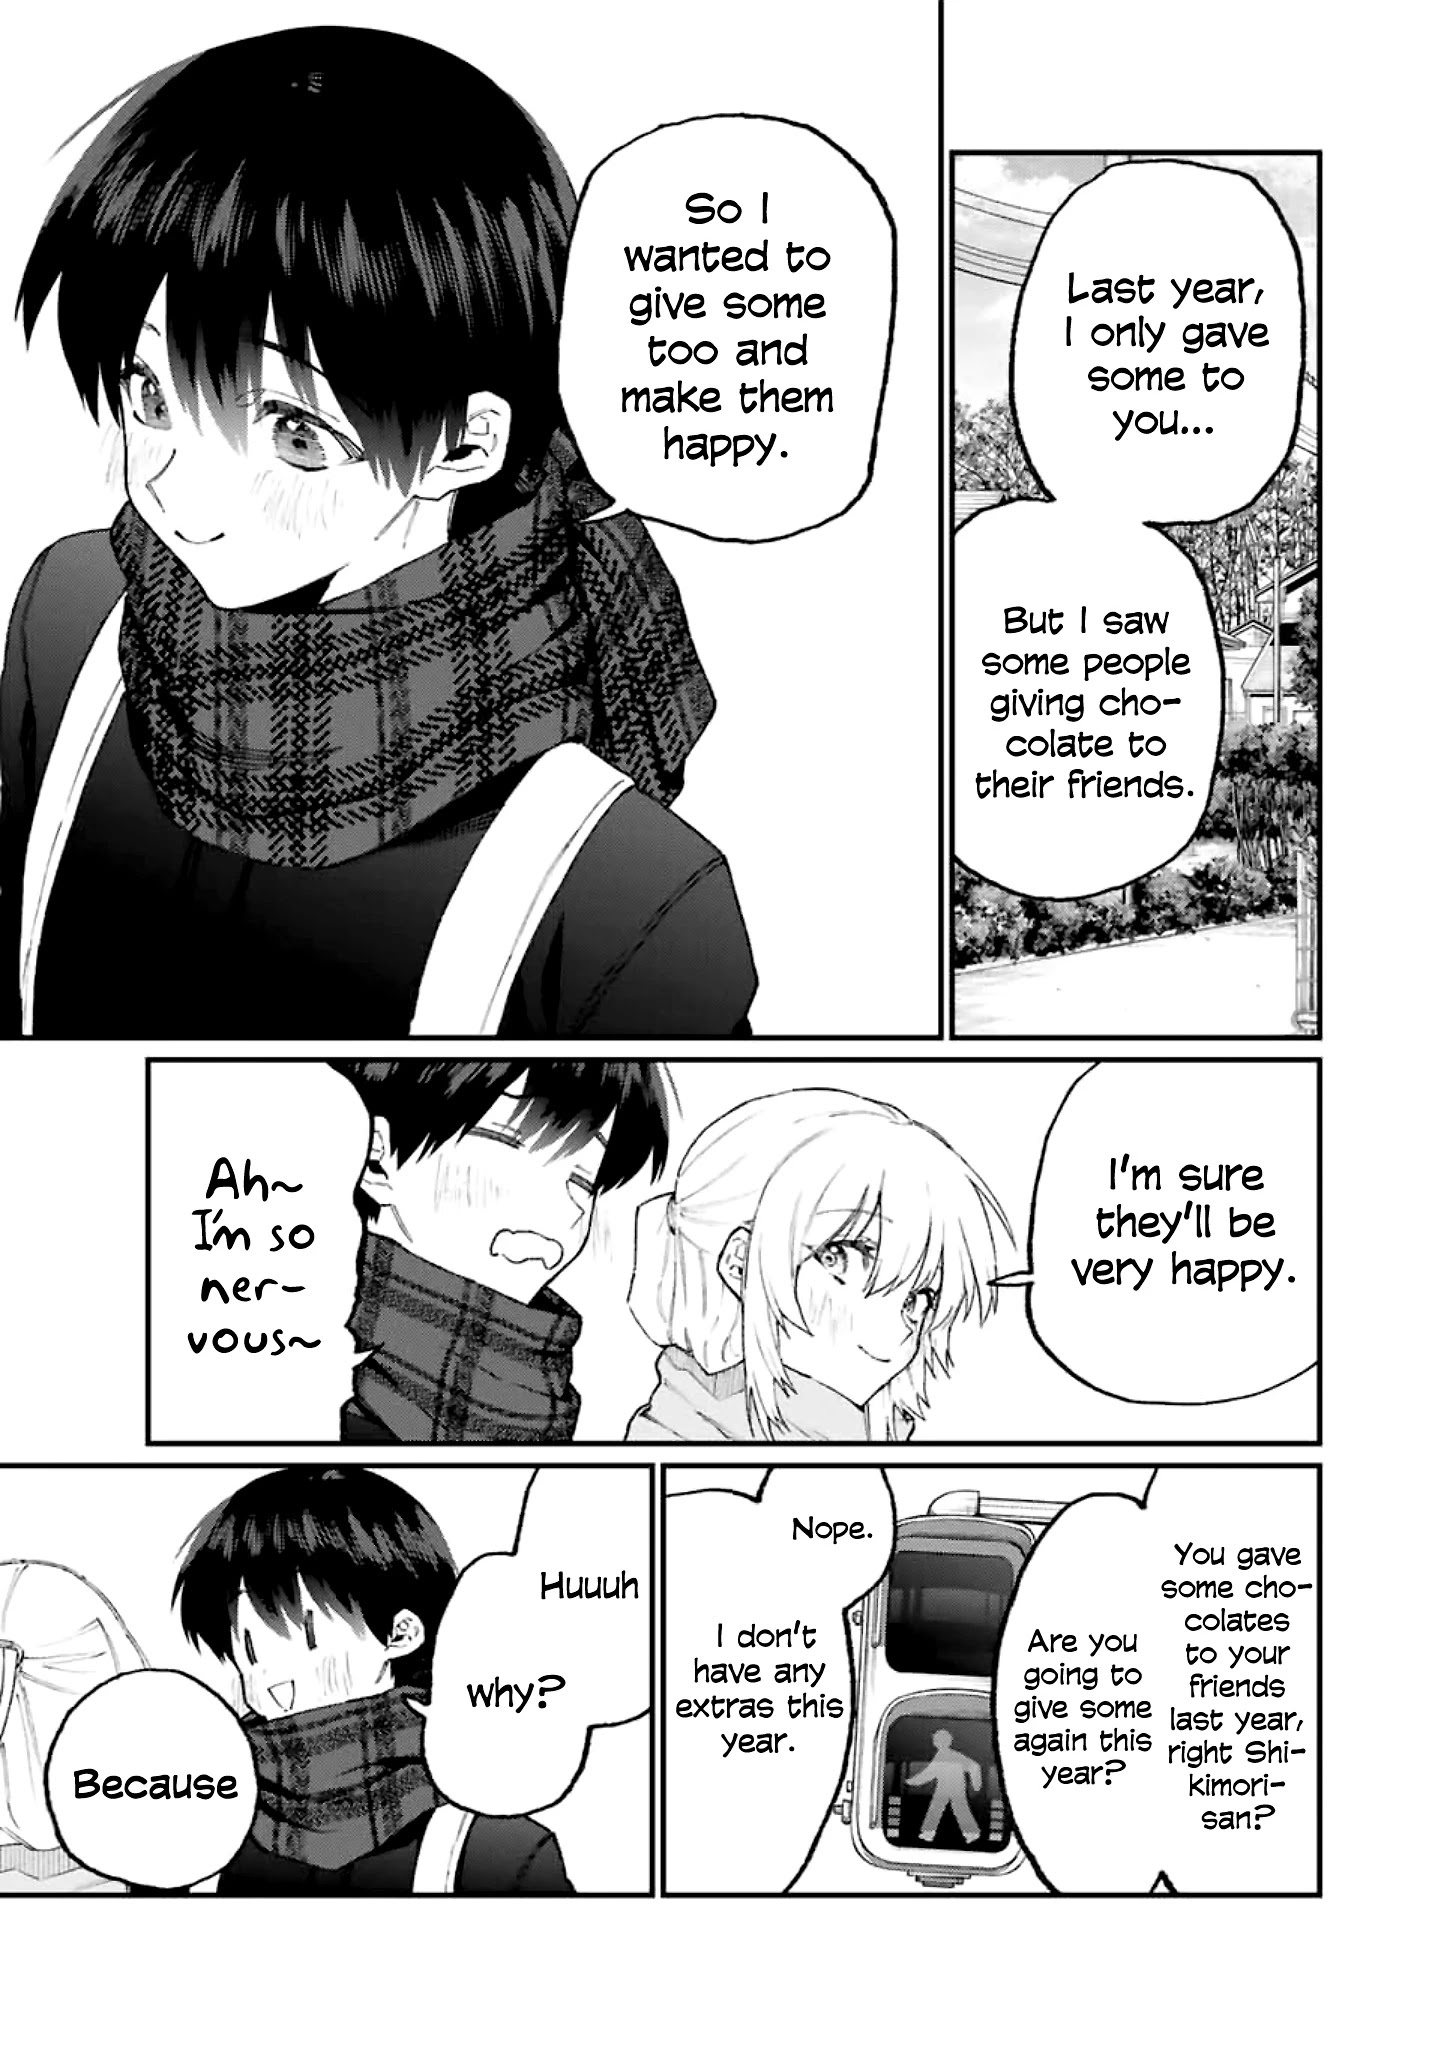 Last year,
I only gave
some to
you...
But I saw
some people
giving cho-
colate to
their friends.
So I
wanted to
give some
too and
make them
happy.
I'm sure
they'll be
very happy.
Ah~
I'm so
ner-
vous~
You gave
some cho-
colates
to your
friends
last year,
right Shi-
kimori-
san?
Are you
going to
give some
again this
year?
Nope.
I don't
have any
extras this
year.
Huuuh
why?
Because